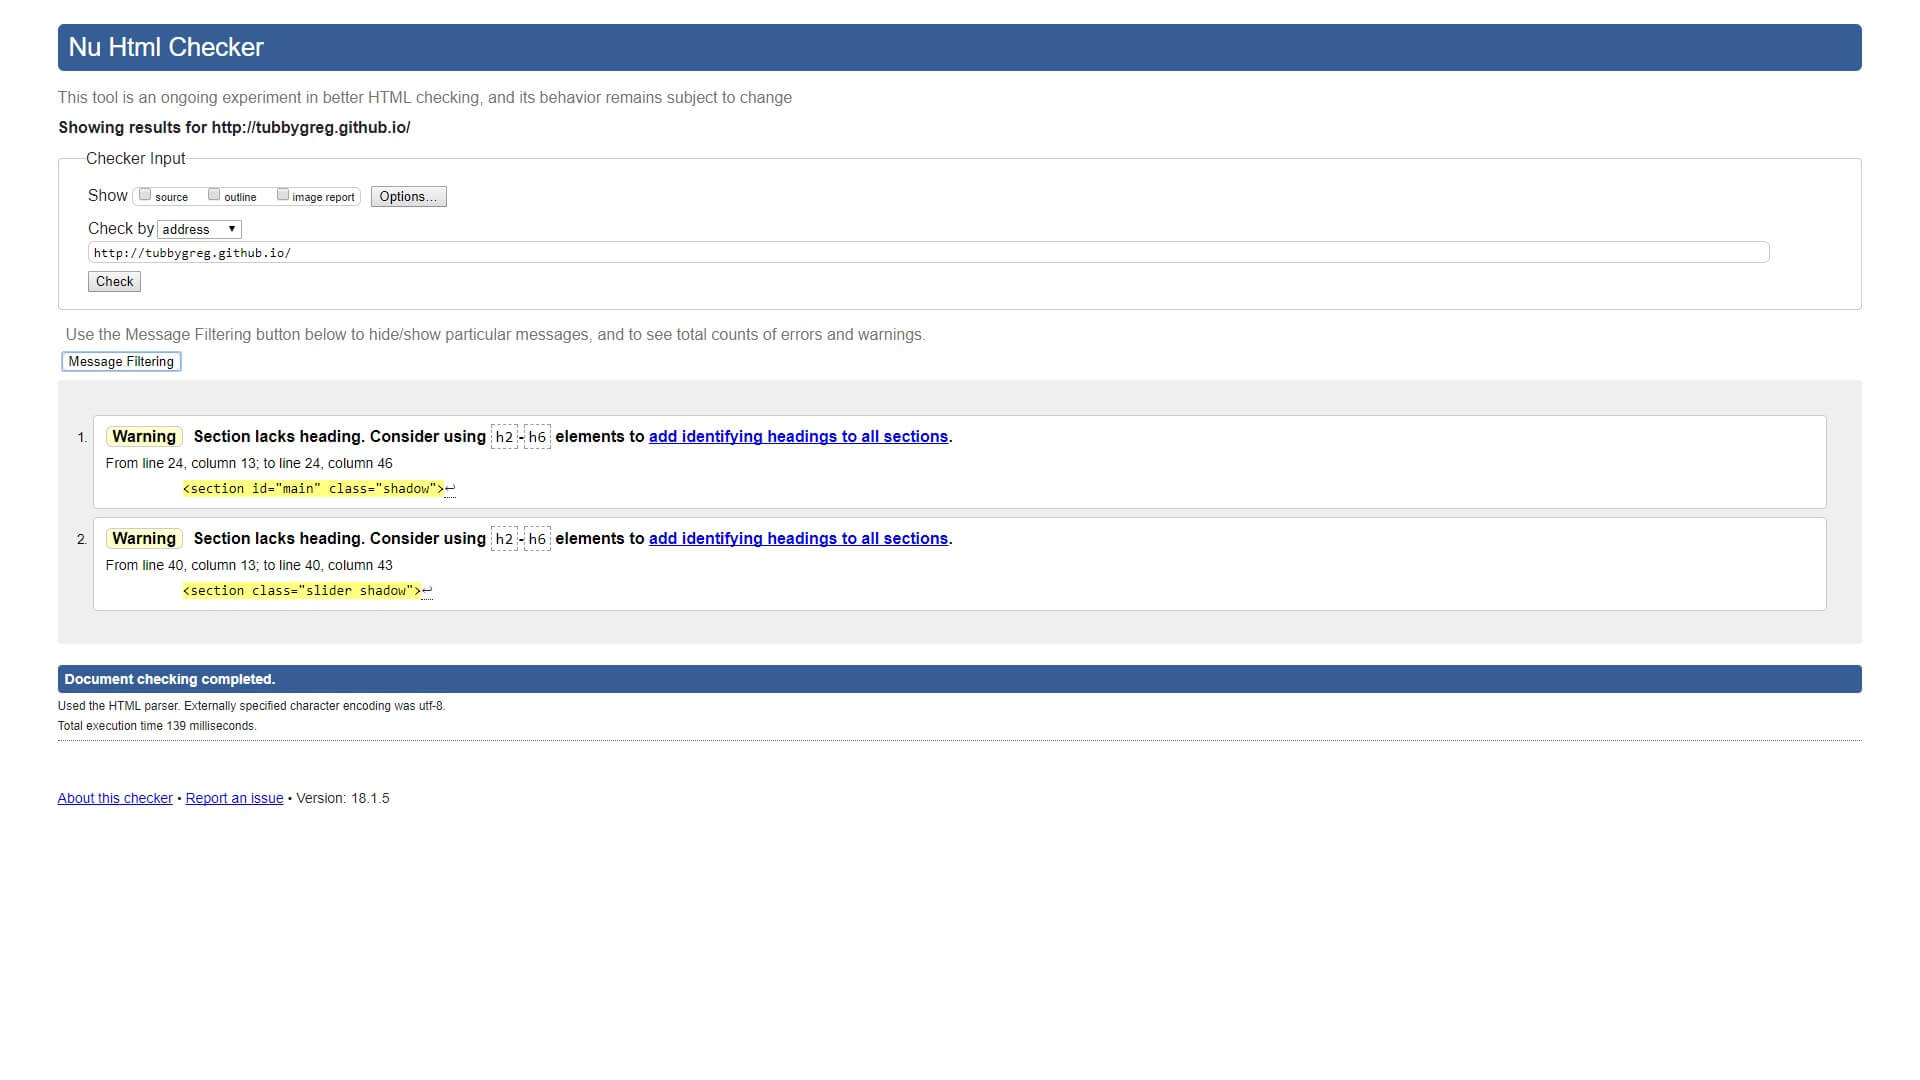 Nu Html Checker
This tool is an ongoing experiment in better HTML checking, and its behavior remains subject to change
Showing results for http://tubbygreg.github.io/
Checker Input
Show source outline image report Options...
Check by address ▼
http://tubbygreg.github.io/
Check
Use the Message Filtering button below to hide/show particular messages, and to see total counts of errors and warnings.
Message Filtering
1. Warning Section lacks heading. Consider using h2-h6 elements to add identifying headings to all sections.
From line 24, column 13; to line 24, column 46
<section id="main" class="shadow">↩
2. Warning Section lacks heading. Consider using h2-h6 elements to add identifying headings to all sections.
From line 40, column 13; to line 40, column 43
<section class="slider shadow">↩
Document checking completed.
Used the HTML parser. Externally specified character encoding was utf-8.
Total execution time 139 milliseconds.
About this checker • Report an issue • Version: 18.1.5